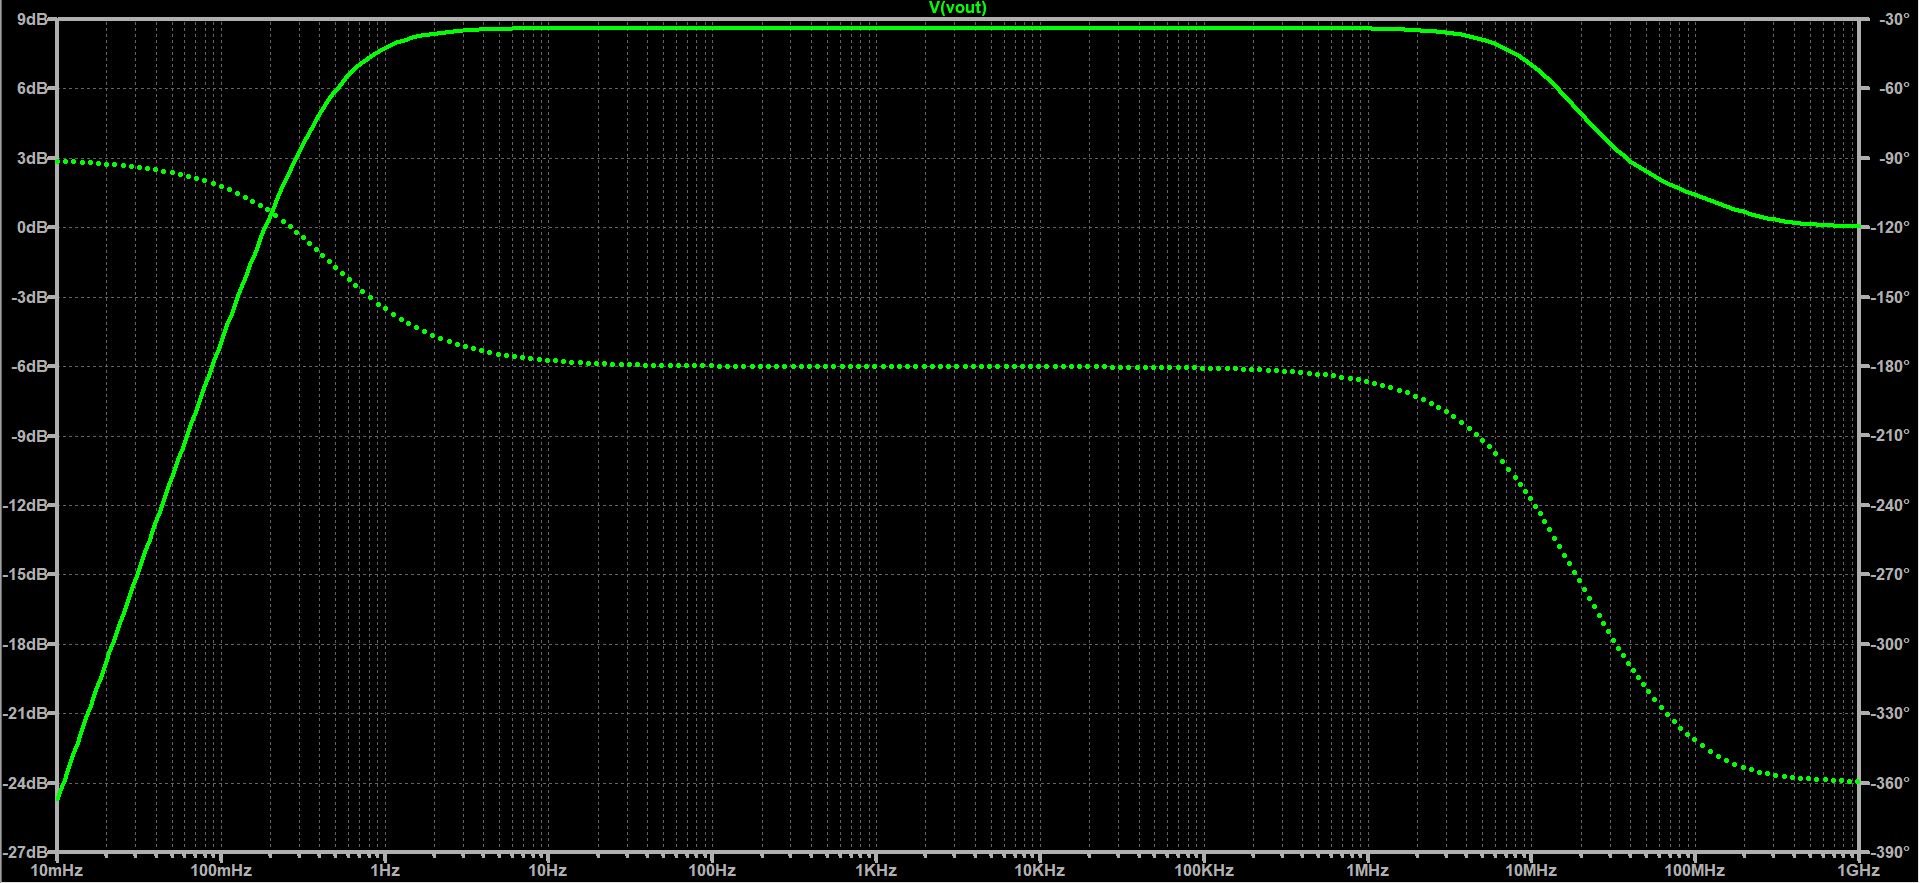 V(vout)
9dB
6dB
3dB
0dB
-3dB
-6dB
-9dB
-12dB
-15dB
-18dB
-21dB
-24dB
-27dB
-30°
-60°
-90°
-120°
-150°
-180°
-210°
-240°
-270°
-300°
-330°
-360°
-390°
10mHz 100mHz 1Hz 10Hz 100Hz 1KHz 10KHz 100KHz 1MHz 10MHz 100MHz 1GHz